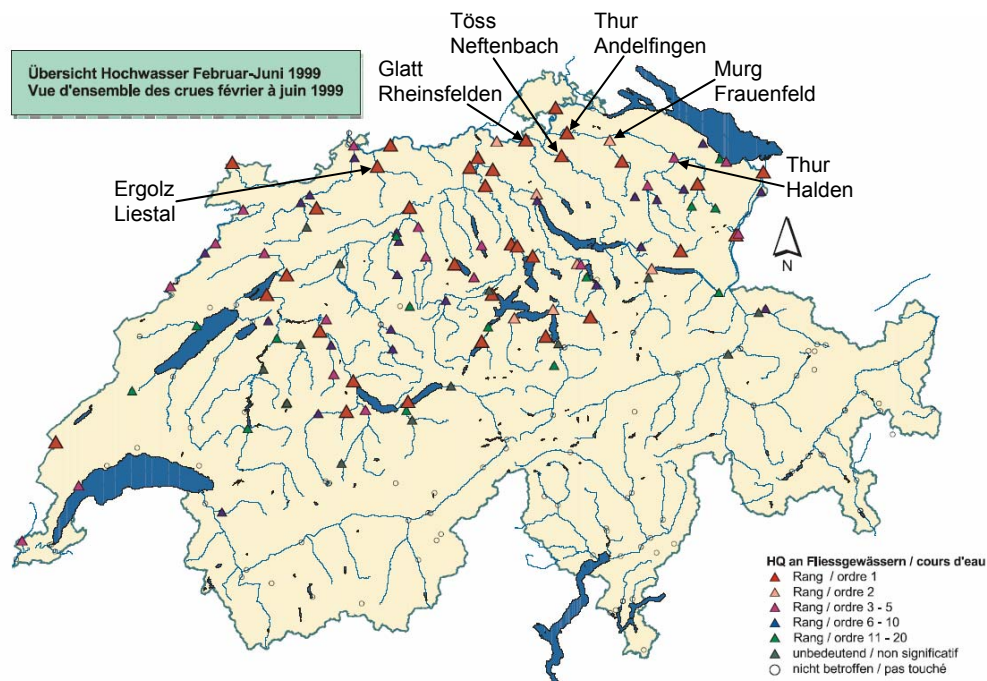 Übersicht Hochwasser Februar-Juni 1999
Vue d'ensemble des crues février à juin 1999
Töss
Neftenbach
Thur
Andelfingen
Glatt
Rheinsfelden
Murg
Frauenfeld
Ergolz
Liestal
Thur
Halden
N
HQ an Fliessgewässern / cours d'eau
Rang / ordre 1
Rang / ordre 2
Rang / ordre 3 - 5
Rang / ordre 6 - 10
Rang / ordre 11 - 20
unbedeutend / non significatif
nicht betroffen / pas touché